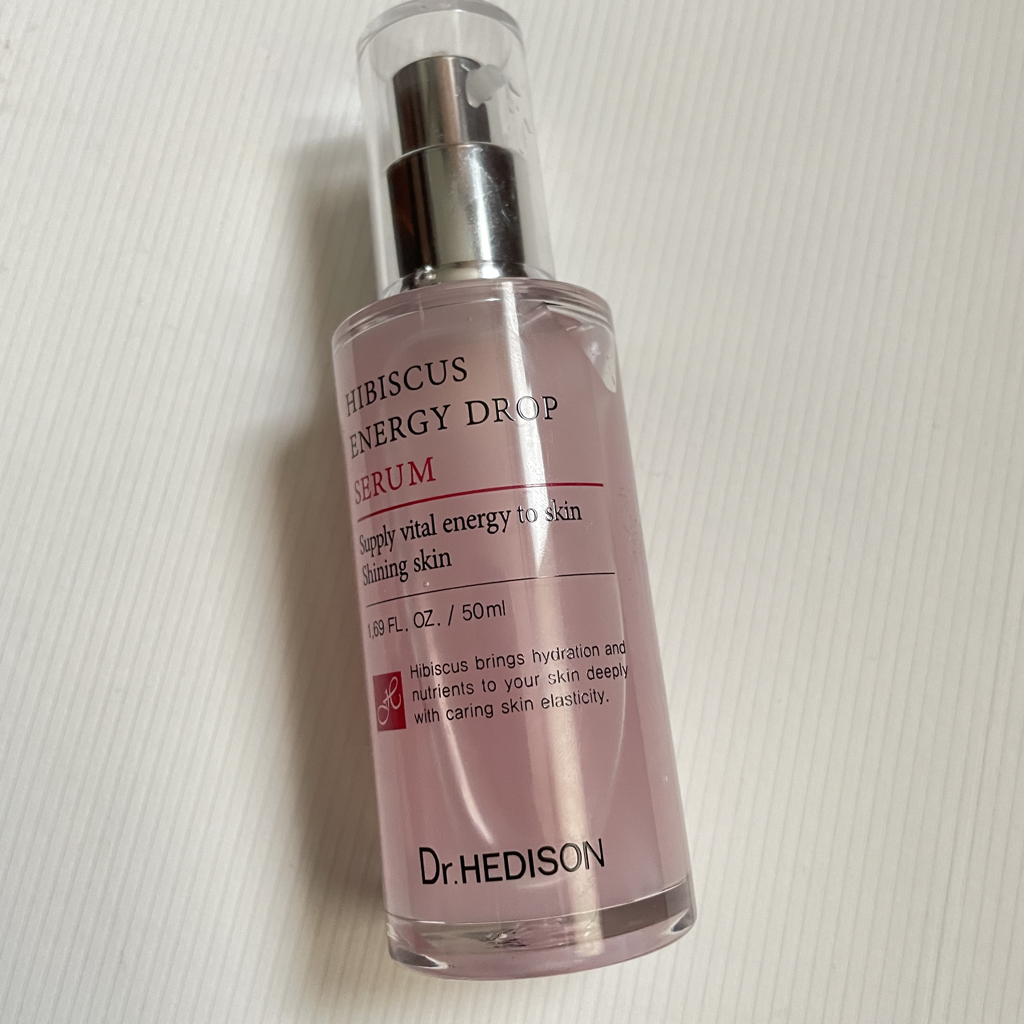 HIBISCUS
ENERGY DROP
SERUM
Supply vital energy to skin
Shining skin
1,69 FL. OZ. / 50ml
Hibiscus brings hydration and
nutrients to your skin deeply
with caring skin elasticity.
H
Dr.HEDISON